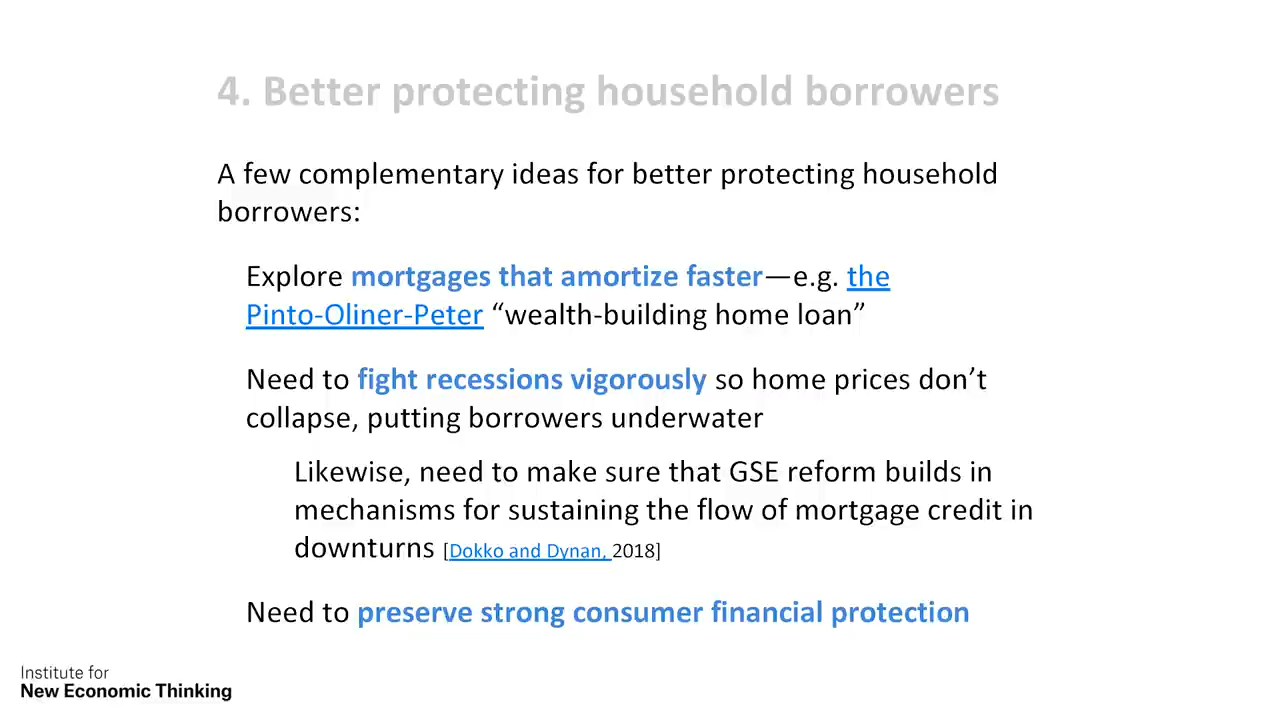 4. Better protecting household borrowers
A few complementary ideas for better protecting household
borrowers:
Explore mortgages that amortize faster—e.g. the
Pinto-Oliner-Peter “wealth-building home loan”
Need to fight recessions vigorously so home prices don’t
collapse, putting borrowers underwater
Likewise, need to make sure that GSE reform builds in
mechanisms for sustaining the flow of mortgage credit in
downturns [Dokko and Dynan, 2018]
Need to preserve strong consumer financial protection
Institute for
New Economic Thinking